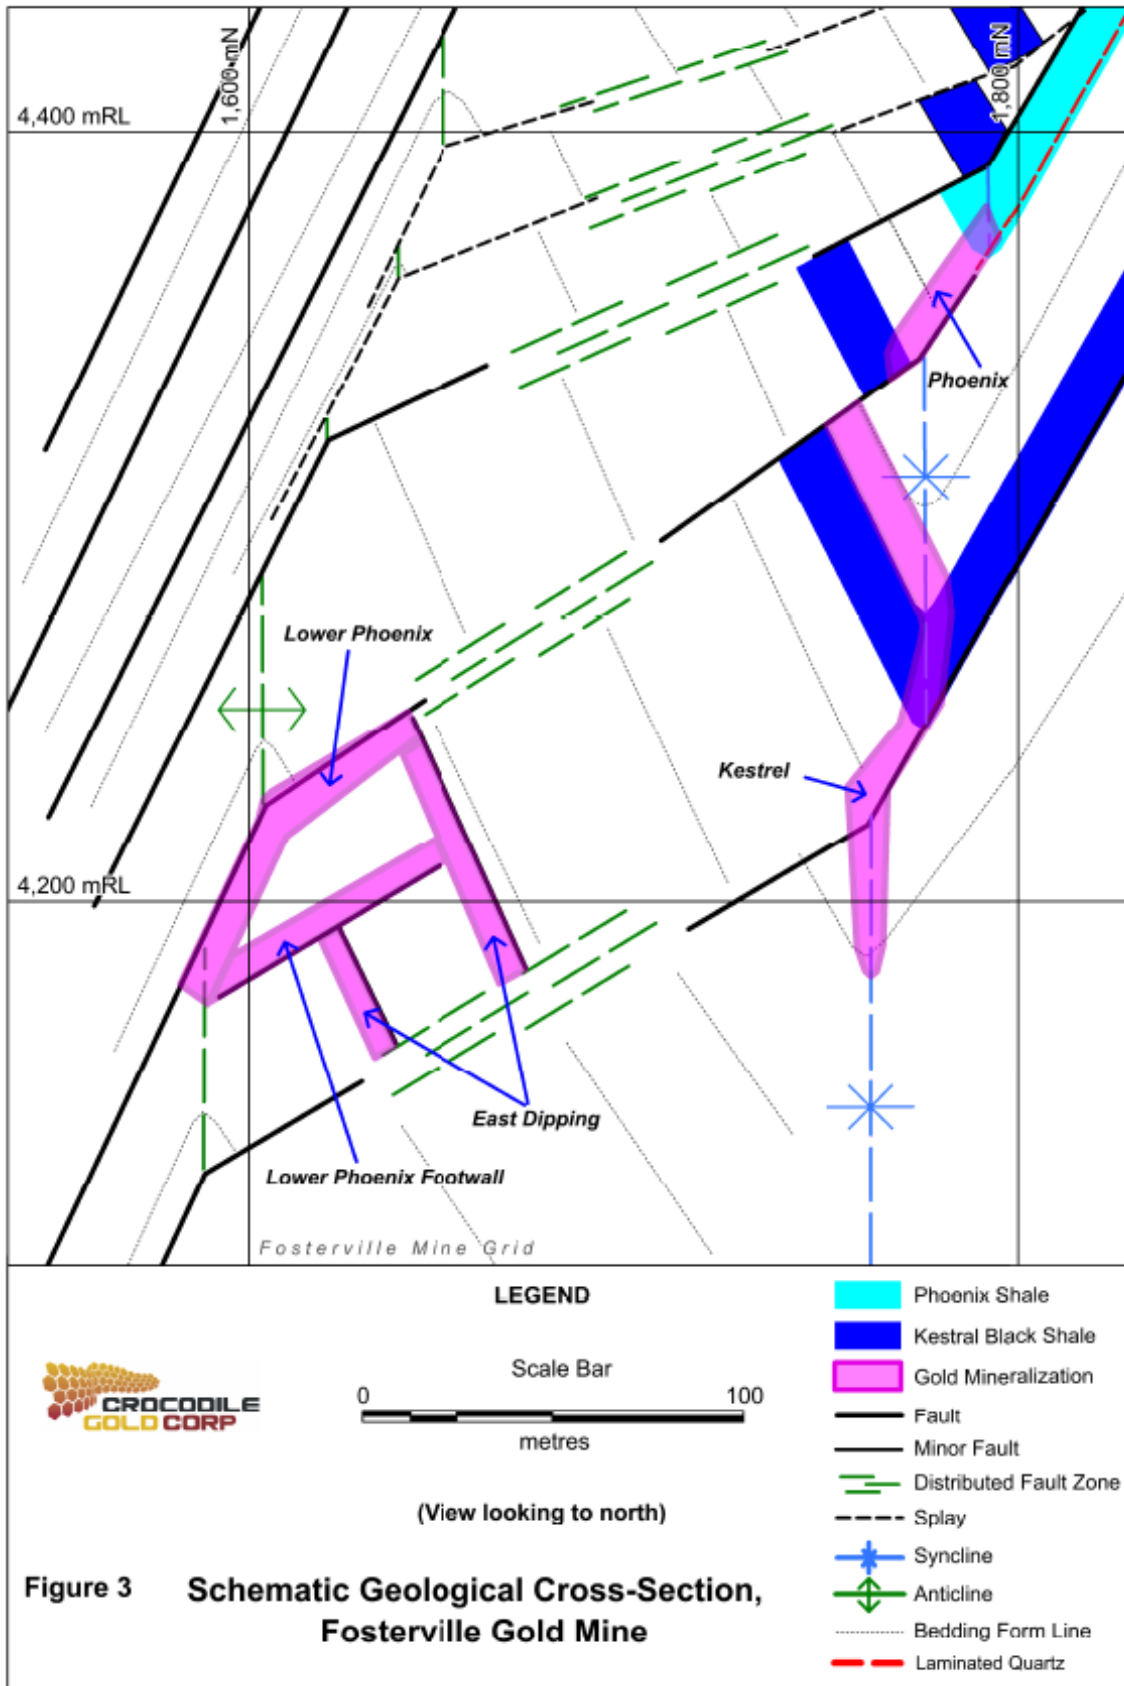 1,600 mN
1,800 mN
4,400 mRL
Phoenix
Lower Phoenix
Kestrel
4,200 mRL
East Dipping
Lower Phoenix Footwall
Fosterville Mine Grid
LEGEND
Phoenix Shale
Kestral Black Shale
Gold Mineralization
Fault
Minor Fault
Distributed Fault Zone
Splay
Syncline
Anticline
Bedding Form Line
Laminated Quartz
CROCODILE
GOLD CORP
Scale Bar
0 100
metres
(View looking to north)
Figure 3 Schematic Geological Cross-Section,
Fosterville Gold Mine